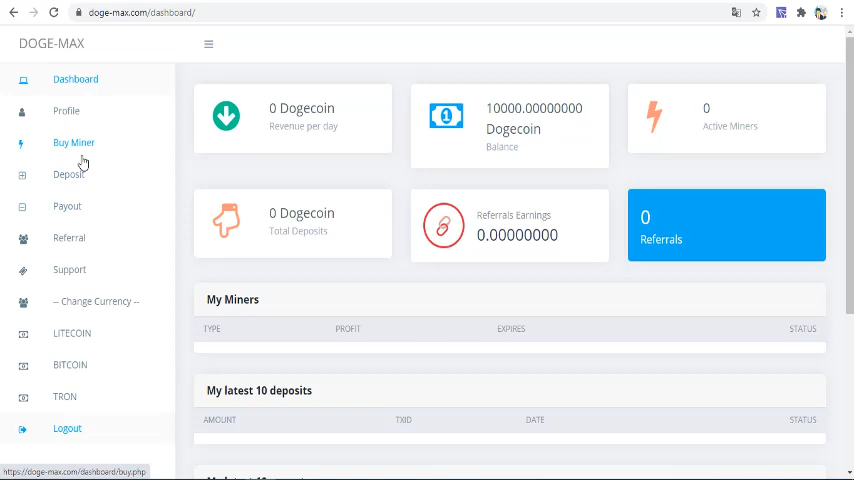 doge-max.com/dashboard/
DOGE-MAX
Dashboard
Profile
Buy Miner
Deposit
Payout
Referral
Support
-- Change Currency --
LITECOIN
BITCOIN
TRON
Logout
0 Dogecoin
Revenue per day
10000.00000000
Dogecoin
Balance
0
Active Miners
0 Dogecoin
Total Deposits
Referrals Earnings
0.00000000
0
Referrals
My Miners
TYPE PROFIT EXPIRES STATUS
My latest 10 deposits
AMOUNT TXID DATE STATUS
https://doge-max.com/dashboard/buy.php